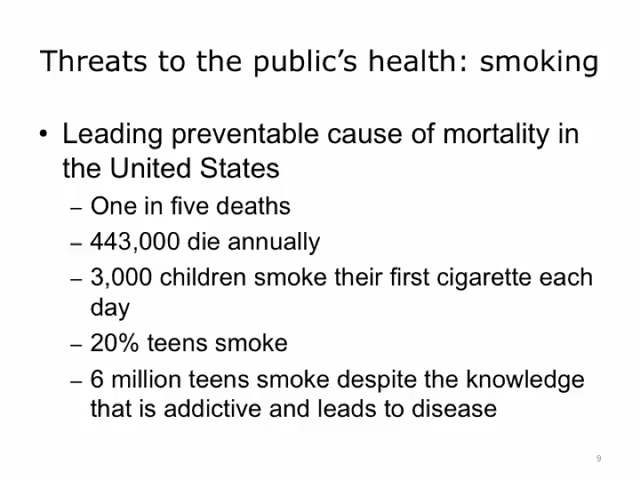 Threats to the public’s health: smoking
• Leading preventable cause of mortality in
the United States
– One in five deaths
– 443,000 die annually
– 3,000 children smoke their first cigarette each
day
– 20% teens smoke
– 6 million teens smoke despite the knowledge
that is addictive and leads to disease
9